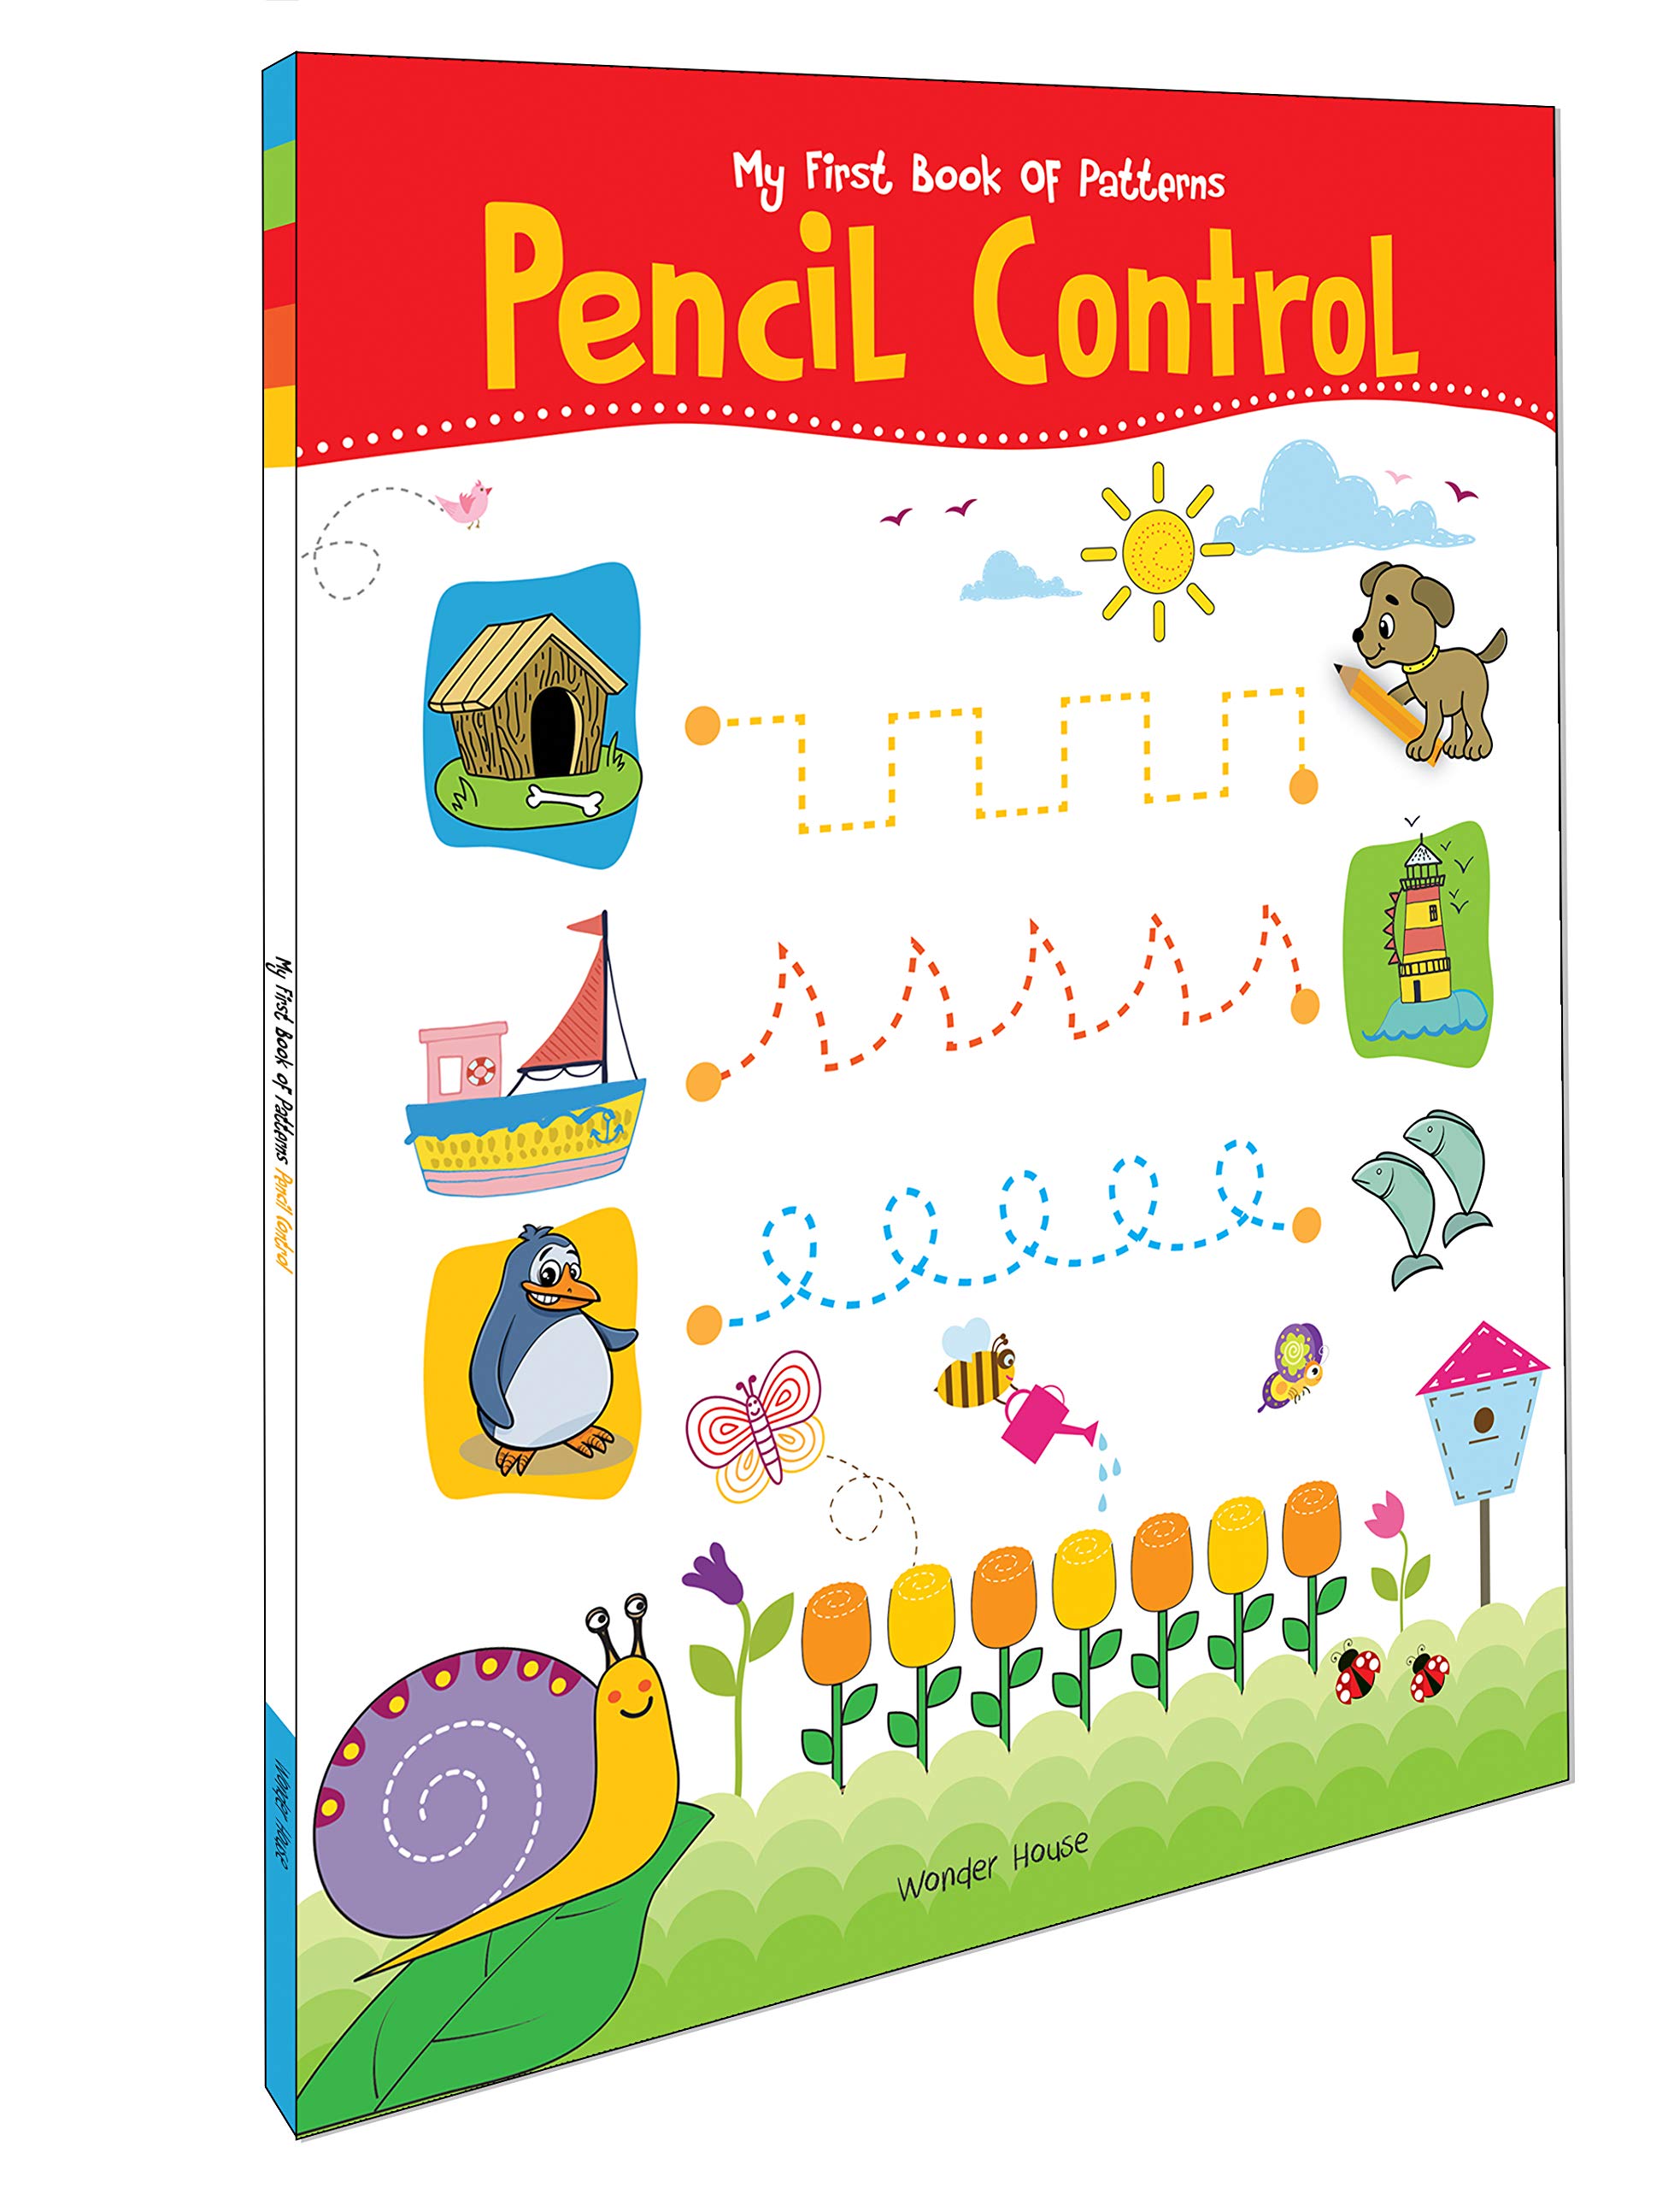 My First Book OF Patterns
Pencil Control
My First Book of Patterns Pencil Control
Wonder House
Wonder House